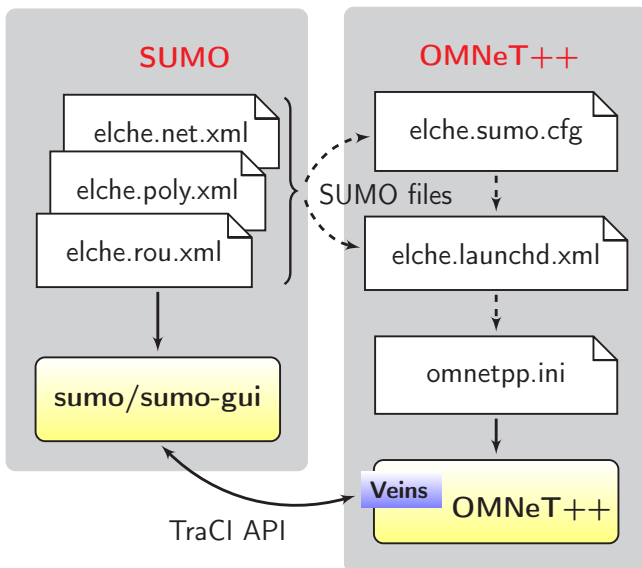 SUMO
elche.net.xml
elche.poly.xml
elche.rou.xml
sumo/sumo-gui
SUMO files
OMNeT++
elche.sumo.cfg
elche.launchd.xml
omnetpp.ini
Veins
OMNeT++
TraCI API